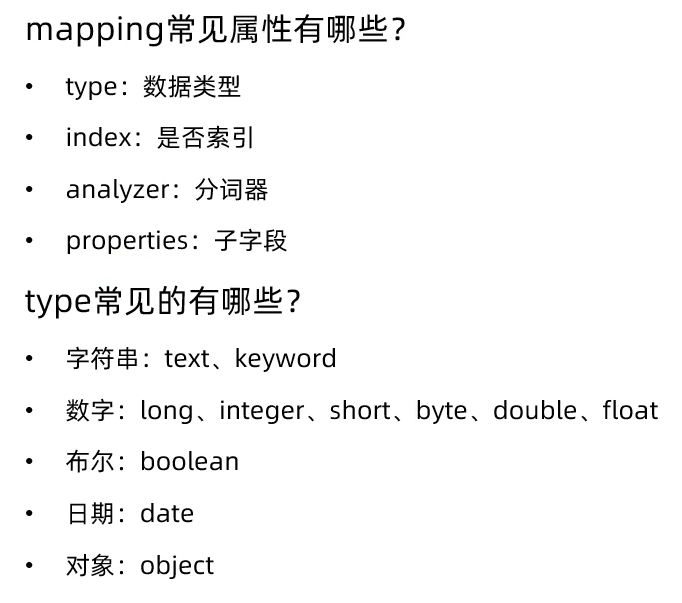 mapping常见属性有哪些？
• type：数据类型
• index：是否索引
• analyzer：分词器
• properties：子字段
type常见的有哪些？
• 字符串：text、keyword
• 数字：long、integer、short、byte、double、float
• 布尔：boolean
• 日期：date
• 对象：object